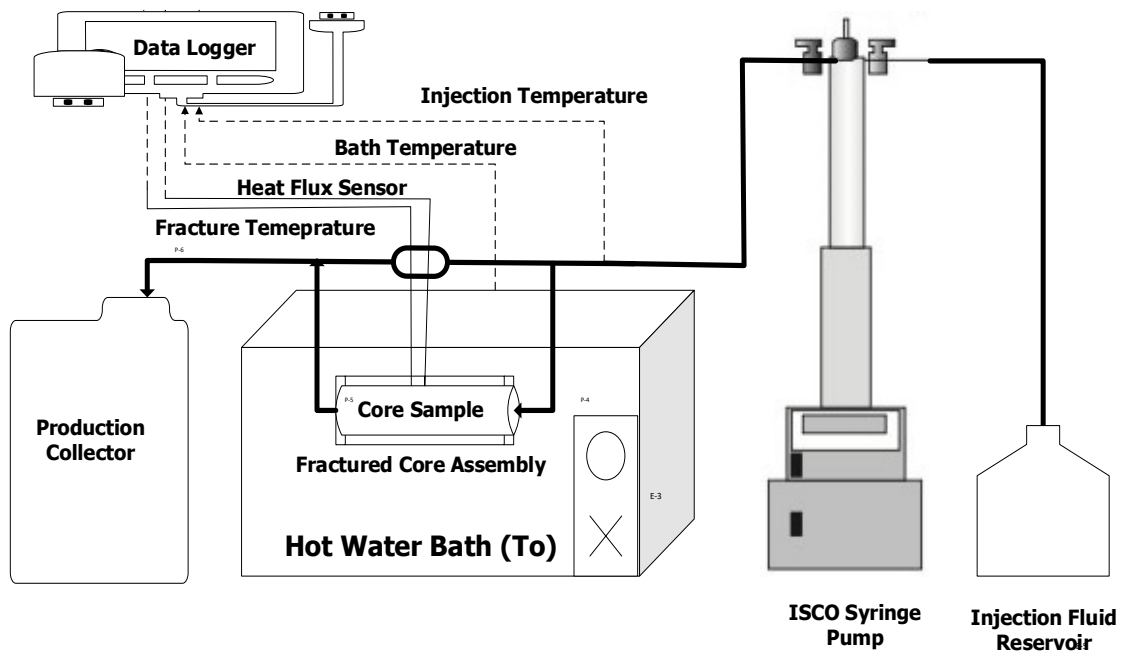 Data Logger
Injection Temperature
Bath Temperature
Heat Flux Sensor
Fracture Temeprature
P-6
P-5
Core Sample
P-4
Production
Collector
Fractured Core Assembly
E-3
Hot Water Bath (To)
ISCO Syringe
Pump
Injection Fluid
Reservoir